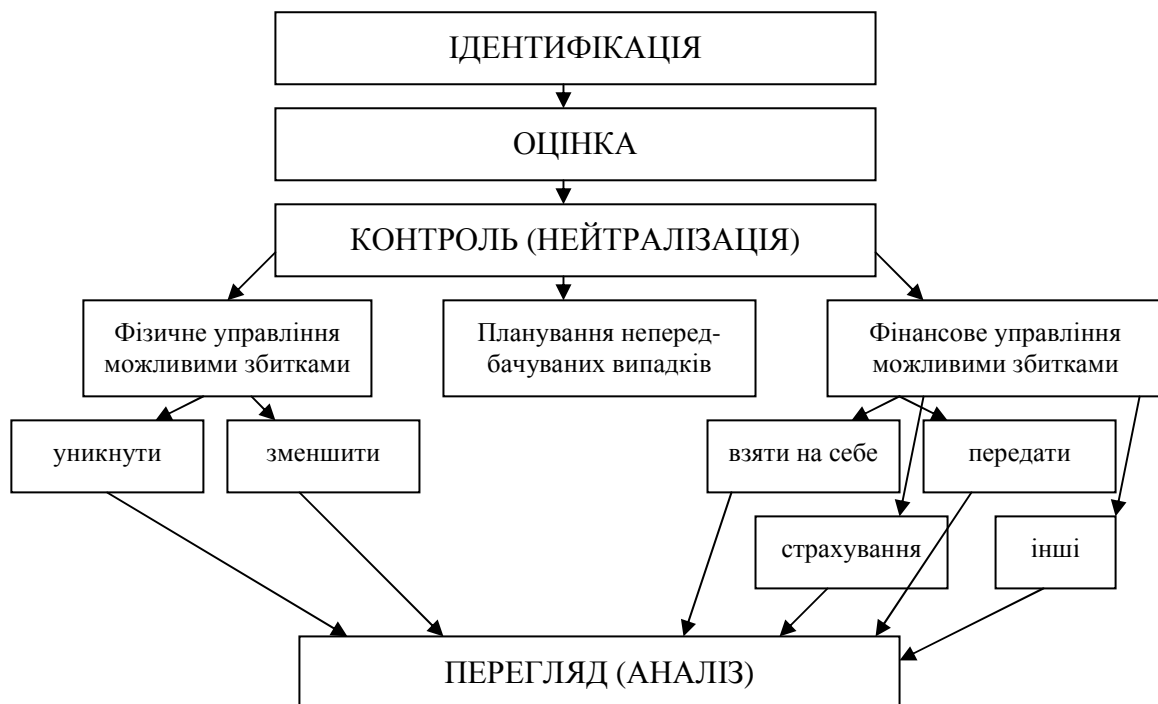 ІДЕНТИФІКАЦІЯ
ОЦІНКА
КОНТРОЛЬ (НЕЙТРАЛІЗАЦІЯ)
Фізичне управління
можливими збитками
Планування неперед-
бачуваних випадків
Фінансове управління
можливими збитками
уникнути
зменшити
взяти на себе
передати
страхування
інші
ПЕРЕГЛЯД (АНАЛІЗ)